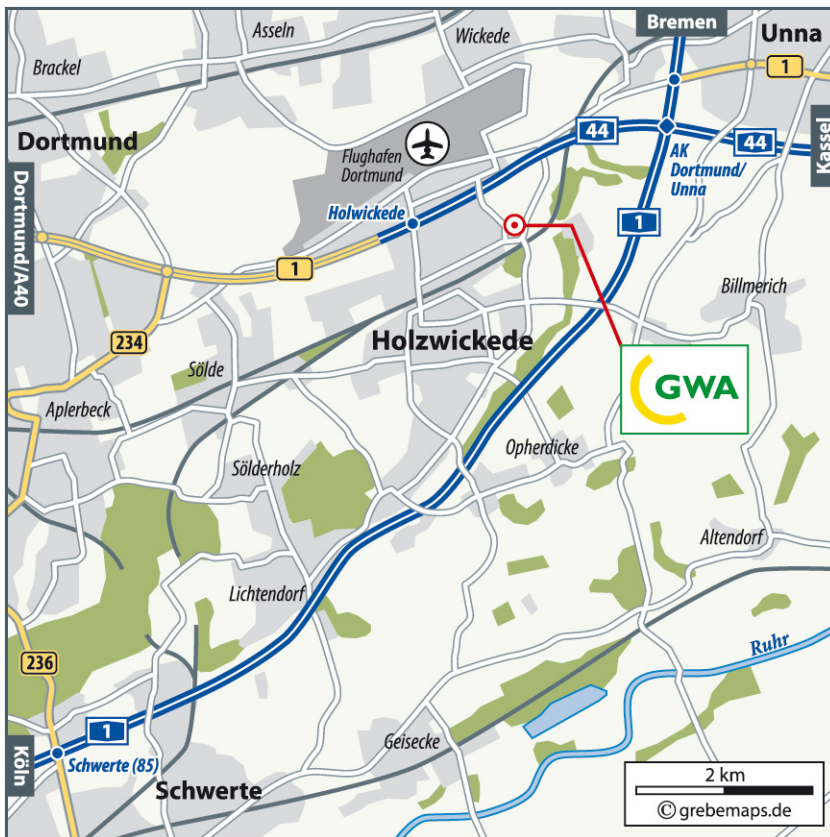 Bremen
Unna
Asseln
Wickede
Brackel
1
Dortmund
44
44
Kassel
Flughafen
Dortmund
AK
Dortmund/
Unna
Dortmund/A40
Holwickede
1
1
Billmerich
234
Holzwickede
Sölde
GWA
Aplerbeck
Opherdicke
Sölderholz
Altendorf
Lichtendorf
Ruhr
236
1
Geisecke
Köln
Schwerte (85)
Schwerte
2 km
© grebemaps.de